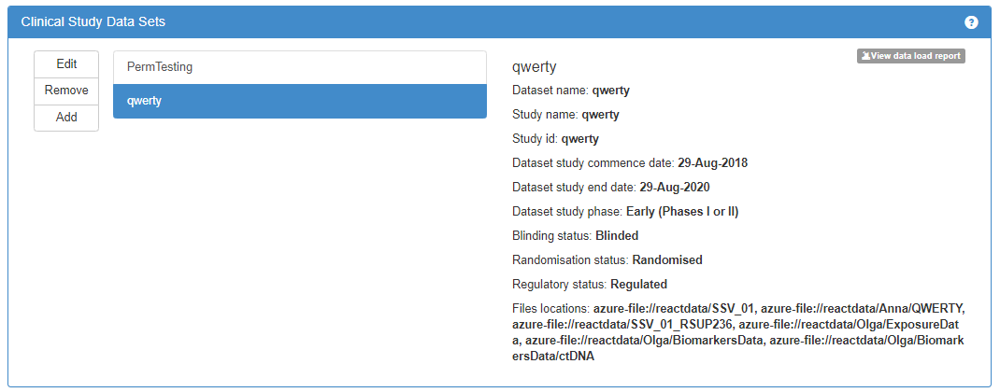 Clinical Study Data Sets
?
Edit
Remove
Add
PermTesting
qwerty
View data load report
qwerty
Dataset name: qwerty
Study name: qwerty
Study id: qwerty
Dataset study commence date: 29-Aug-2018
Dataset study end date: 29-Aug-2020
Dataset study phase: Early (Phases I or II)
Blinding status: Blinded
Randomisation status: Randomised
Regulatory status: Regulated
Files locations: azure-file://reactdata/SSV_01, azure-file://reactdata/Anna/QWERTY,
azure-file://reactdata/SSV_01_RSUP236, azure-file://reactdata/Olga/ExposureDat
a, azure-file://reactdata/Olga/BiomarkersData, azure-file://reactdata/Olga/Biomark
ersData/ctDNA